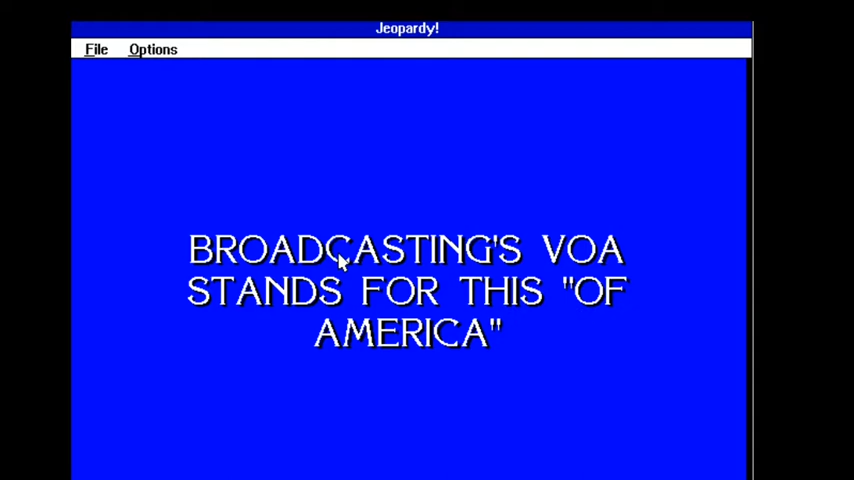 Jeopardy!
File Options
BROADCASTING'S VOA
STANDS FOR THIS "OF
AMERICA"